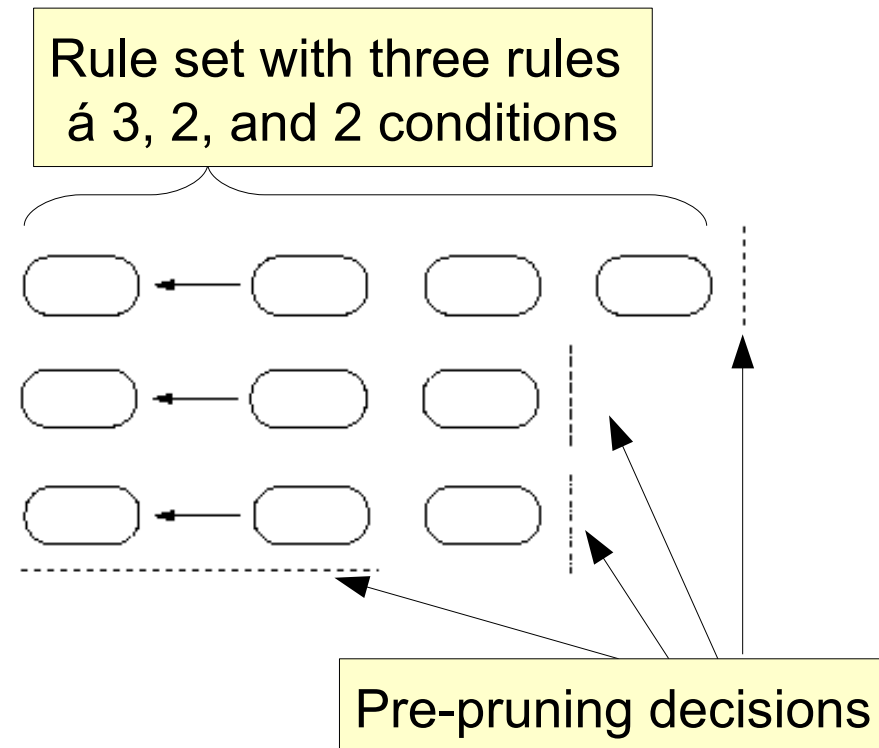 Rule set with three rules
á 3, 2, and 2 conditions
Pre-pruning decisions